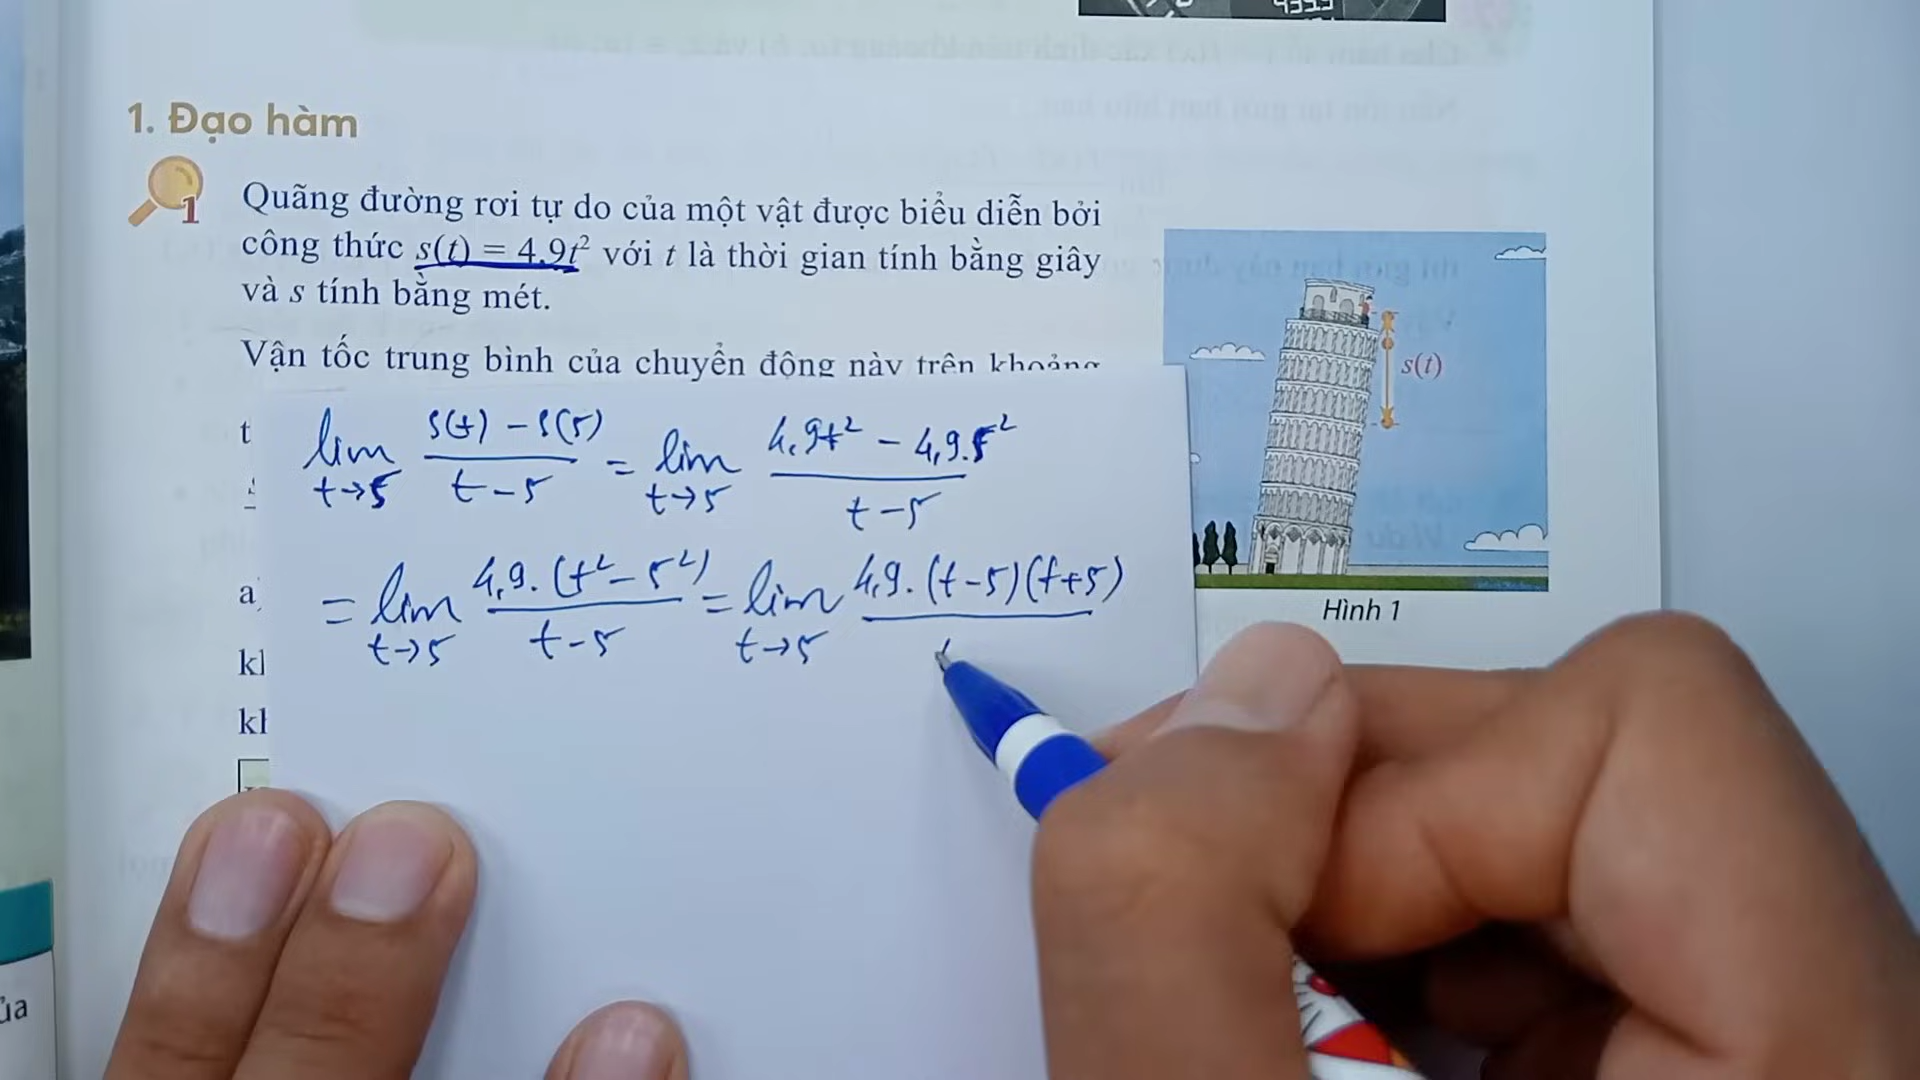 4353
1. Đạo hàm
1
Quãng đường rơi tự do của một vật được biểu diễn bởi
công thức s(t) = 4,9t² với t là thời gian tính bằng giây
và s tính bằng mét.
Vận tốc trung bình của chuyển động này trên khoảng
s(t)
t
lim t→5 (s(t) - s(5))/(t - 5) = lim t→5 (4,9t² - 4,9.5²)/(t - 5)
= lim t→5 (4,9.(t² - 5²))/(t - 5) = lim t→5 4,9.(t - 5)(t + 5)
a
kl
Hình 1
ủa